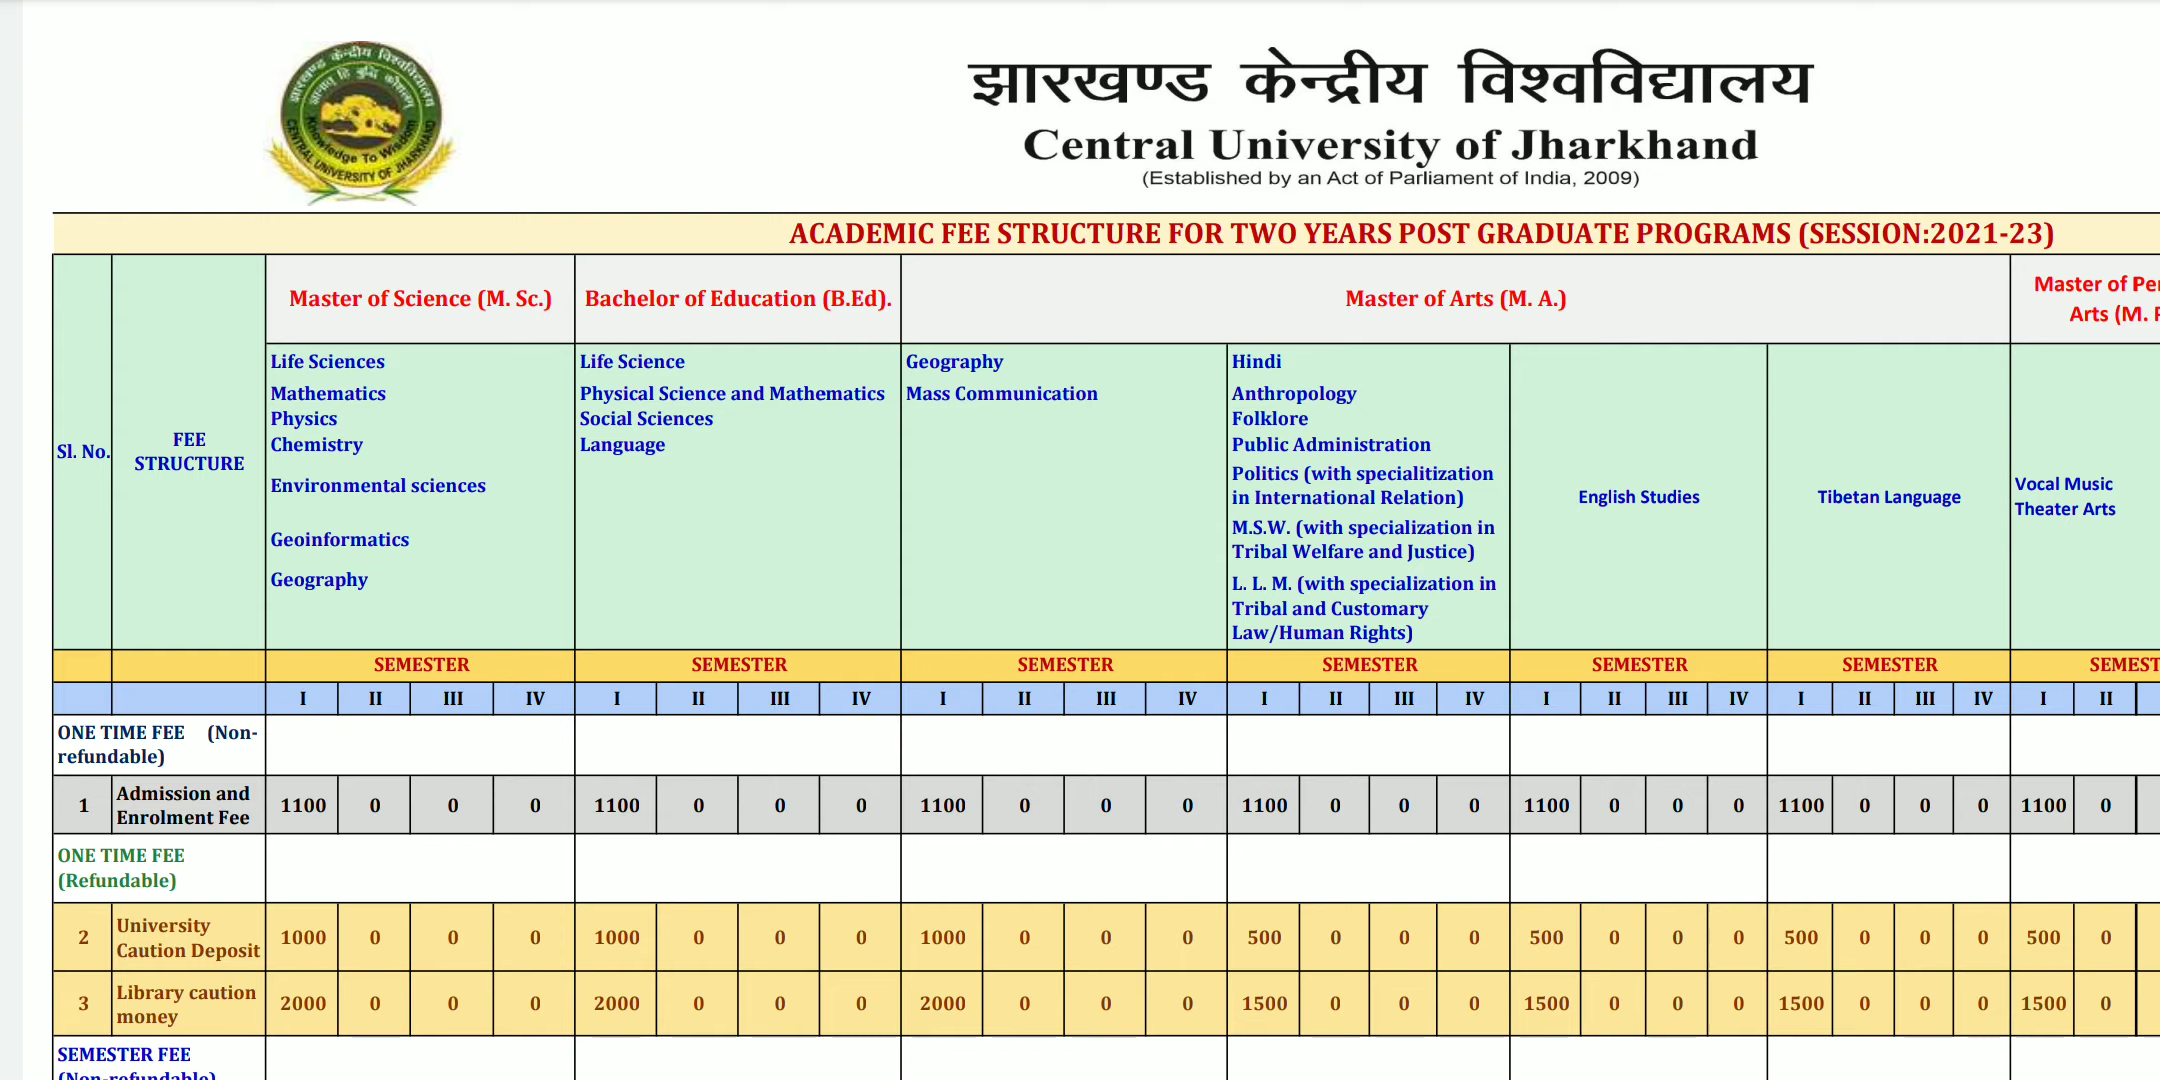 झारखण्ड केन्द्रीय विश्वविद्यालय
Central University of Jharkhand
(Established by an Act of Parliament of India, 2009)
झारखण्ड केन्द्रीय विश्वविद्यालय
Knowledge To Wisdom
CENTRAL UNIVERSITY OF JHARKHAND
ACADEMIC FEE STRUCTURE FOR TWO YEARS POST GRADUATE PROGRAMS (SESSION:2021-23)
Sl. No.
FEE
STRUCTURE
Master of Science (M. Sc.)
Bachelor of Education (B.Ed).
Master of Arts (M. A.)
Master of
Arts (M.
Life Sciences
Mathematics
Physics
Chemistry
Environmental sciences
Geoinformatics
Geography
Life Science
Physical Science and Mathematics
Social Sciences
Language
Geography
Mass Communication
Hindi
Anthropology
Folklore
Public Administration
Politics (with specialitization
in International Relation)
M.S.W. (with specialization in
Tribal Welfare and Justice)
L. L. M. (with specialization in
Tribal and Customary
Law/Human Rights)
English Studies
Tibetan Language
Vocal Music
Theater Arts
SEMESTER SEMESTER SEMESTER SEMESTER SEMESTER SEMESTER SEMEST
I II III IV I II III IV I II III IV I II III IV I II III IV I II III IV I II
ONE TIME FEE (Non-
refundable)
1 Admission and
Enrolment Fee
1100 0 0 0 1100 0 0 0 1100 0 0 0 1100 0 0 0 1100 0 0 0 1100 0 0 0 1100 0
ONE TIME FEE
(Refundable)
2 University
Caution Deposit
1000 0 0 0 1000 0 0 0 1000 0 0 0 500 0 0 0 500 0 0 0 500 0 0 0 500 0
3 Library caution
money
2000 0 0 0 2000 0 0 0 2000 0 0 0 1500 0 0 0 1500 0 0 0 1500 0 0 0 1500 0
SEMESTER FEE
(Non-refundable)